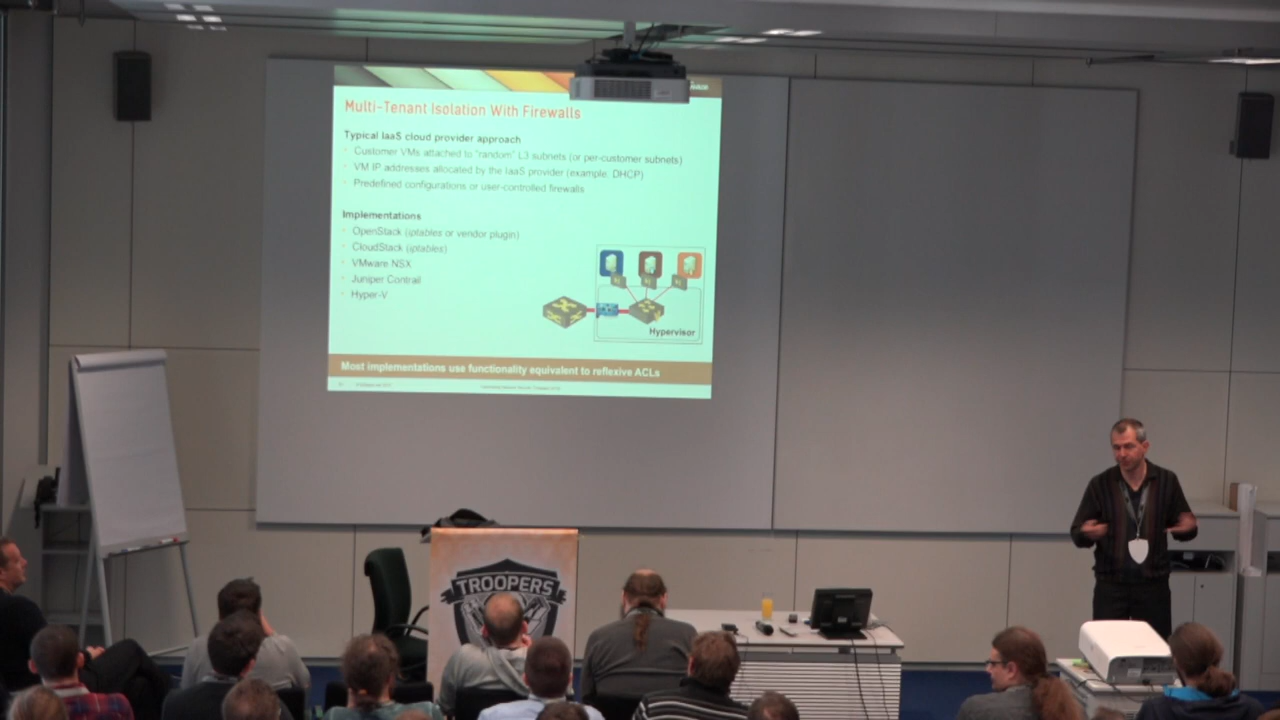 Multi-Tenant Isolation With Firewalls
Typical IaaS cloud provider approach
Customer VMs attached to "random" L3 subnets (or per-customer subnets)
VM IP addresses allocated by the IaaS provider (example: DHCP)
Predefined configurations or user-controlled firewalls
Implementations
OpenStack (iptables or vendor plugin)
CloudStack (iptables)
VMware NSX
Juniper Contrail
Hyper-V
Hypervisor
Most implementations use functionality equivalent to reflexive ACLs
TROOPERS